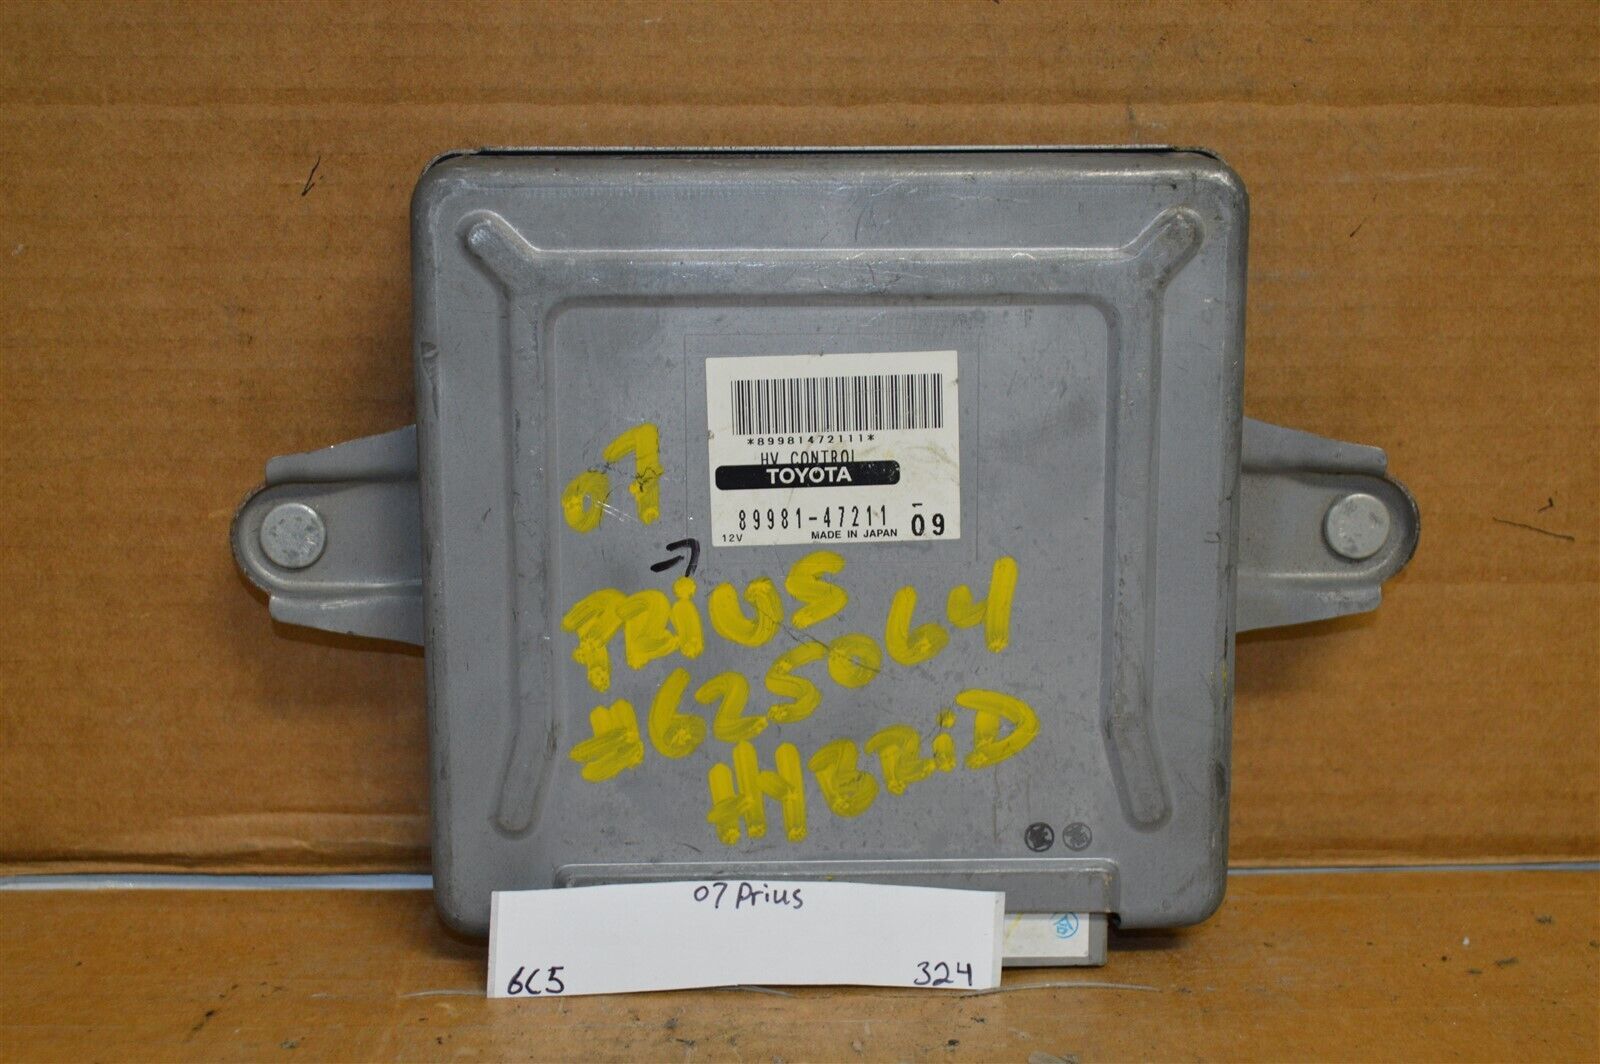 *89981472111*
HV CONTROL
TOYOTA
89981-47211
1
09
12V MADE IN JAPAN
07
PRiUS
#625064
HYBRiD
07 Prius
6C5 324